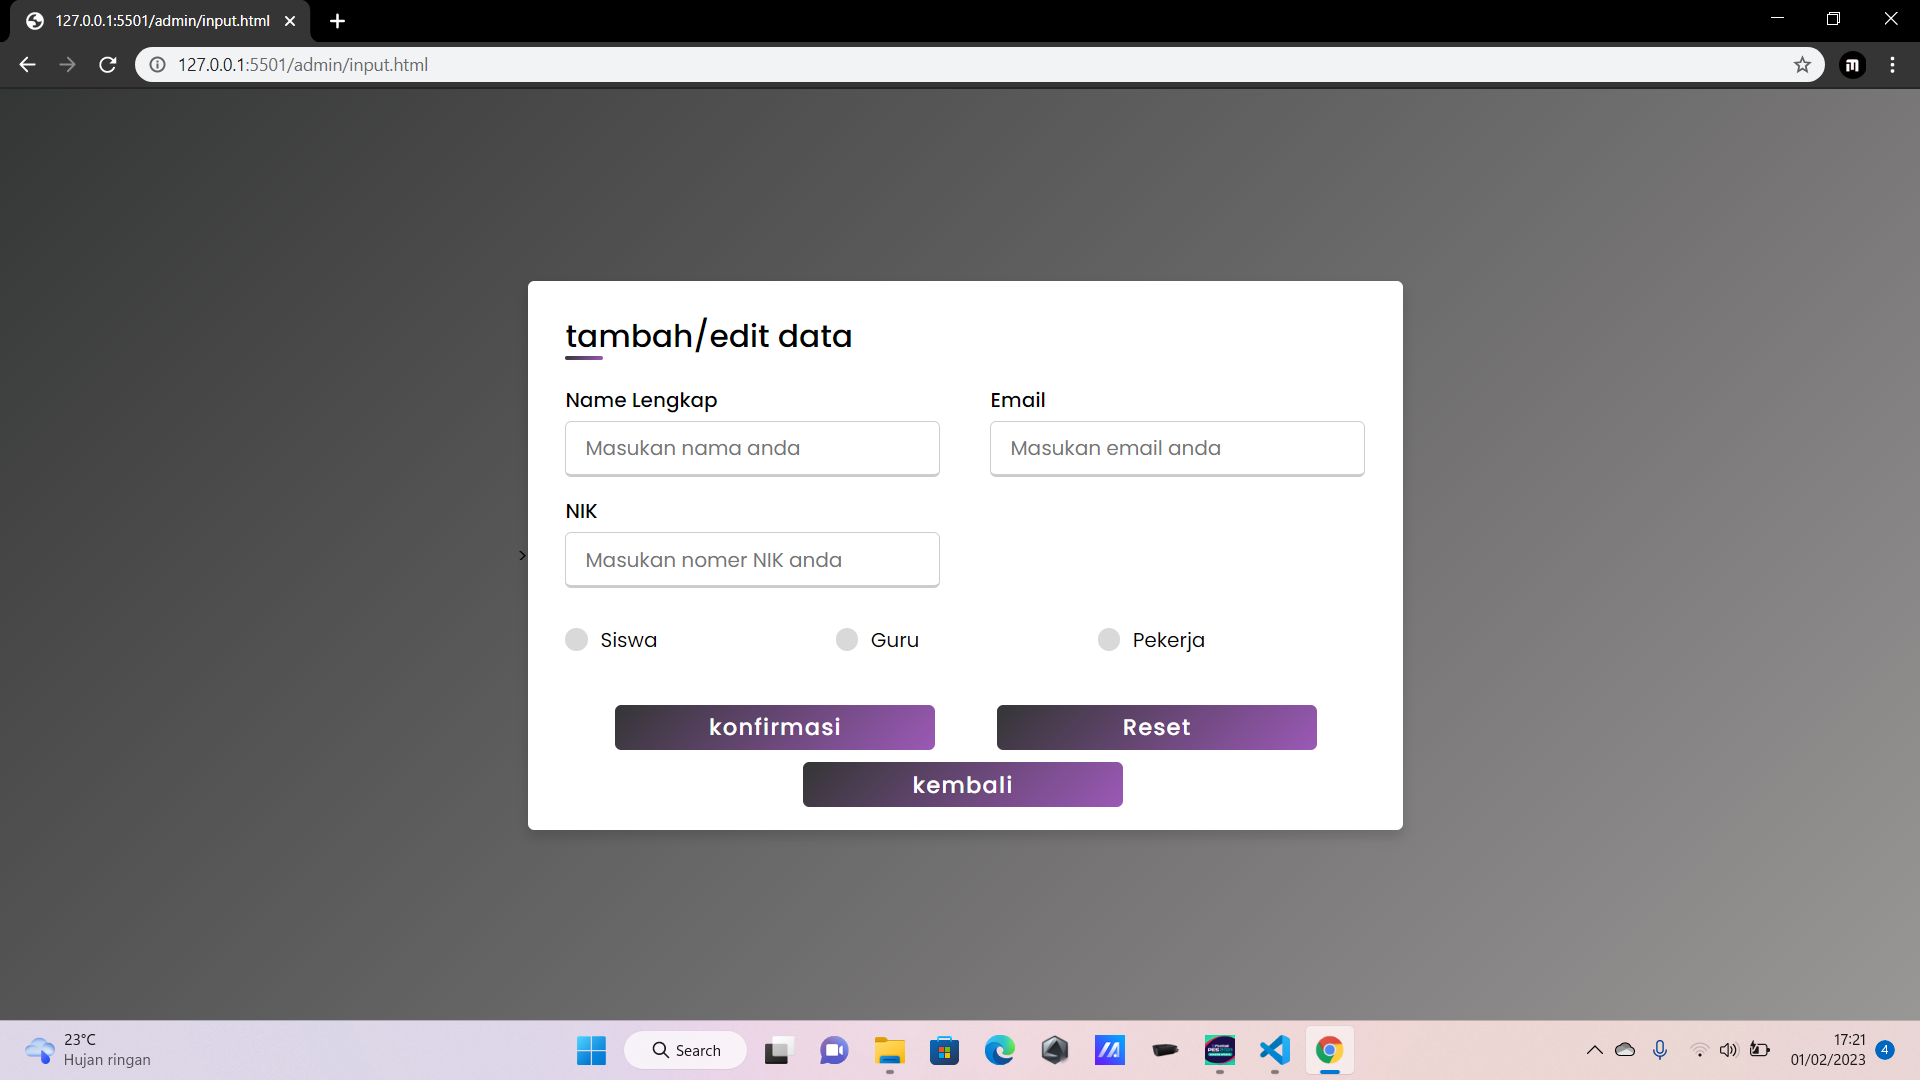 127.0.0.1:5501/admin/input.html
127.0.0.1:5501/admin/input.html
tambah/edit data
Name Lengkap
Email
Masukan nama anda
Masukan email anda
NIK
>
Masukan nomer NIK anda
Siswa
Guru
Pekerja
konfirmasi
Reset
kembali
23°C
Hujan ringan
Search
17:21
01/02/2023
4